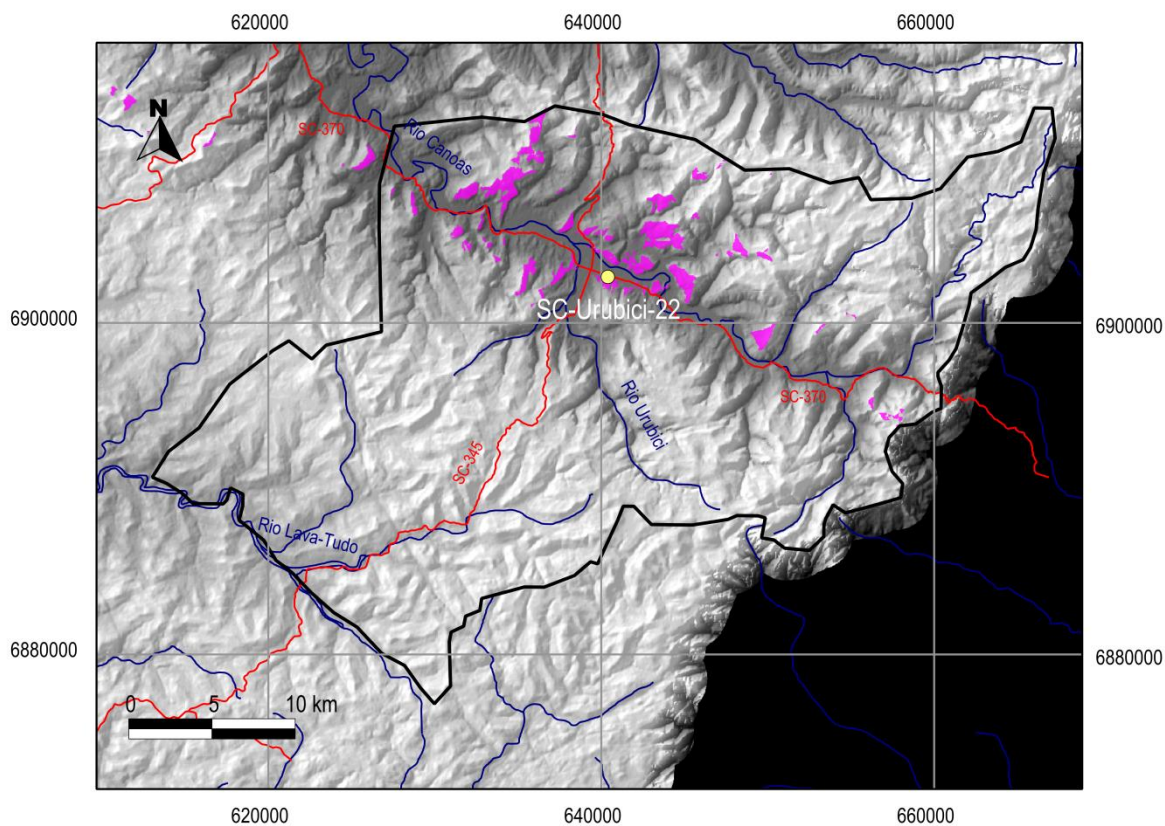 620000
640000
660000
N
SC-370
Rio Canoas
SC-Urubici-22
6900000
6900000
Rio Urubici
SC-370
SC-345
Rio Lava-Tudo
6880000
6880000
0 5 10 km
620000
640000
660000